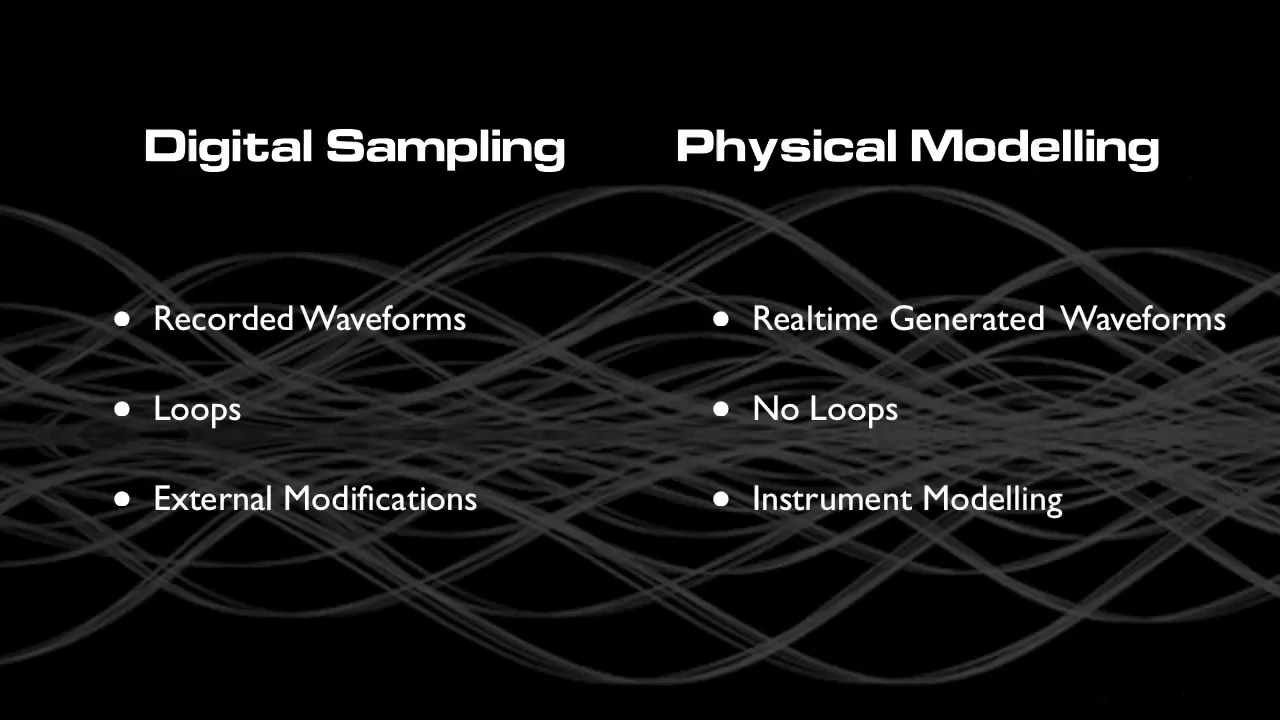 Digital Sampling
Physical Modelling
• Recorded Waveforms
• Loops
• External Modifications
• Realtime Generated Waveforms
• No Loops
• Instrument Modelling